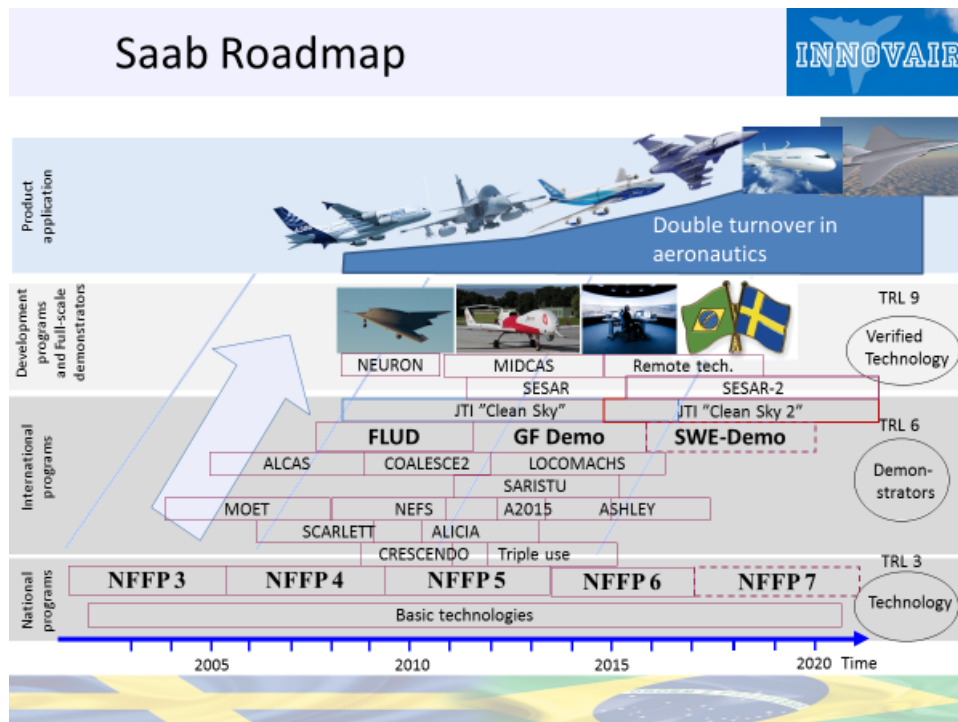 Saab Roadmap
INNOVAIR
Product
application
Double turnover in
aeronautics
Development
programs
and Full-scale
demonstrators
TRL 9
Verified
Technology
NEURON
MIDCAS
Remote tech.
SESAR
SESAR-2
JTI "Clean Sky"
JTI "Clean Sky 2"
International
programs
TRL 6
Demon-
strators
FLUD
GF Demo
SWE-Demo
ALCAS
COALESCE2
LOCOMACHS
SARISTU
MOET
NEFS
A2015
ASHLEY
SCARLETT
ALICIA
CRESCENDO
Triple use
National
programs
TRL 3
Technology
NFFP 3
NFFP 4
NFFP 5
NFFP 6
NFFP 7
Basic technologies
2005
2010
2015
2020
Time